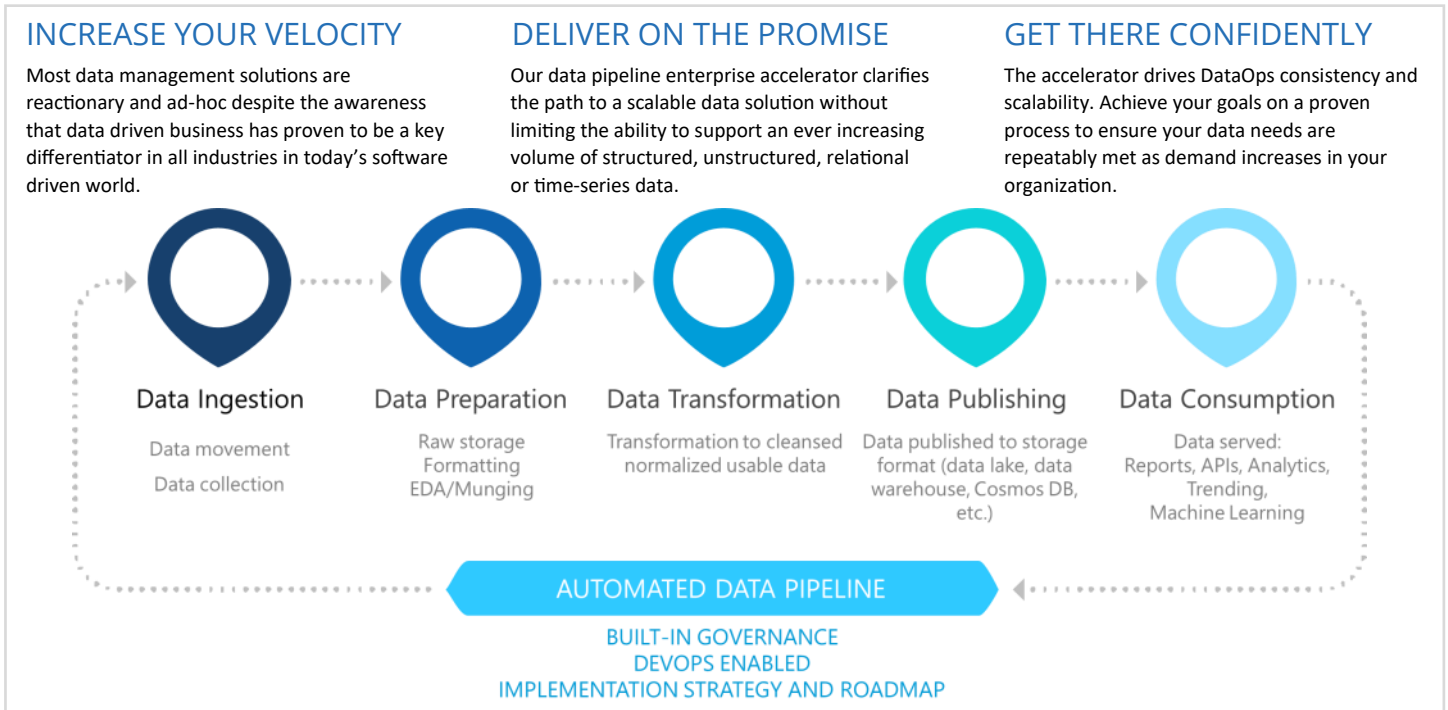 INCREASE YOUR VELOCITY
Most data management solutions are
reactionary and ad-hoc despite the awareness
that data driven business has proven to be a key
differentiator in all industries in today’s software
driven world.
DELIVER ON THE PROMISE
Our data pipeline enterprise accelerator clarifies
the path to a scalable data solution without
limiting the ability to support an ever increasing
volume of structured, unstructured, relational
or time-series data.
GET THERE CONFIDENTLY
The accelerator drives DataOps consistency and
scalability. Achieve your goals on a proven
process to ensure your data needs are
repeatably met as demand increases in your
organization.
Data Ingestion
Data movement
Data collection
Data Preparation
Raw storage
Formatting
EDA/Munging
Data Transformation
Transformation to cleansed
normalized usable data
Data Publishing
Data published to storage
format (data lake, data
warehouse, Cosmos DB,
etc.)
Data Consumption
Data served:
Reports, APIs, Analytics,
Trending,
Machine Learning
AUTOMATED DATA PIPELINE
BUILT-IN GOVERNANCE
DEVOPS ENABLED
IMPLEMENTATION STRATEGY AND ROADMAP